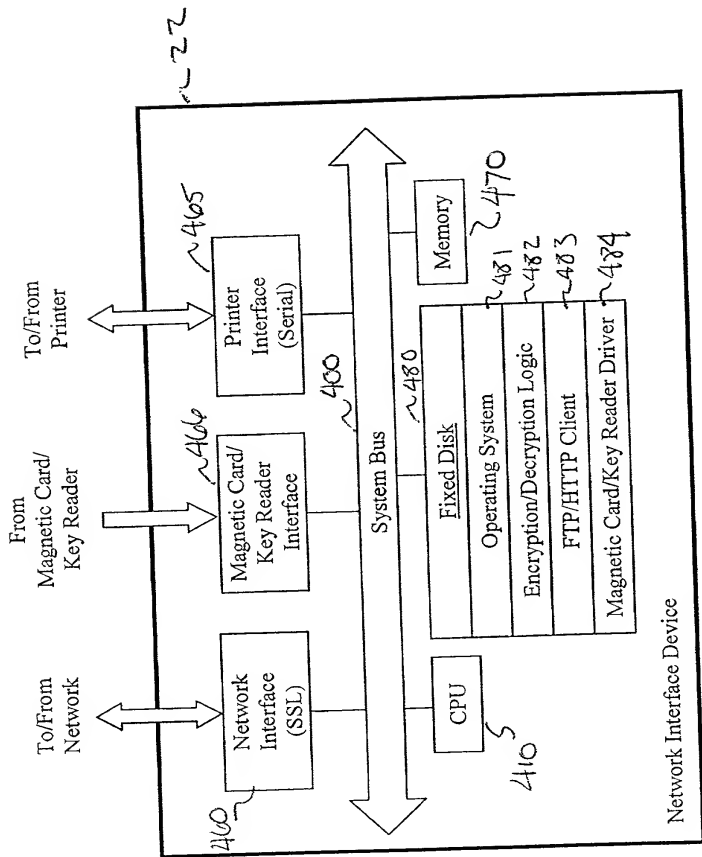 To/From
Network
From
Magnetic Card/
Key Reader
To/From
Printer
22
460
Network
Interface
(SSL)
466
Magnetic Card/
Key Reader
Interface
465
Printer
Interface
(Serial)
400
System Bus
CPU
410
480
Fixed Disk
Operating System
481
Encryption/Decryption Logic
482
FTP/HTTP Client
483
Magnetic Card/Key Reader Driver
484
Memory
470
Network Interface Device